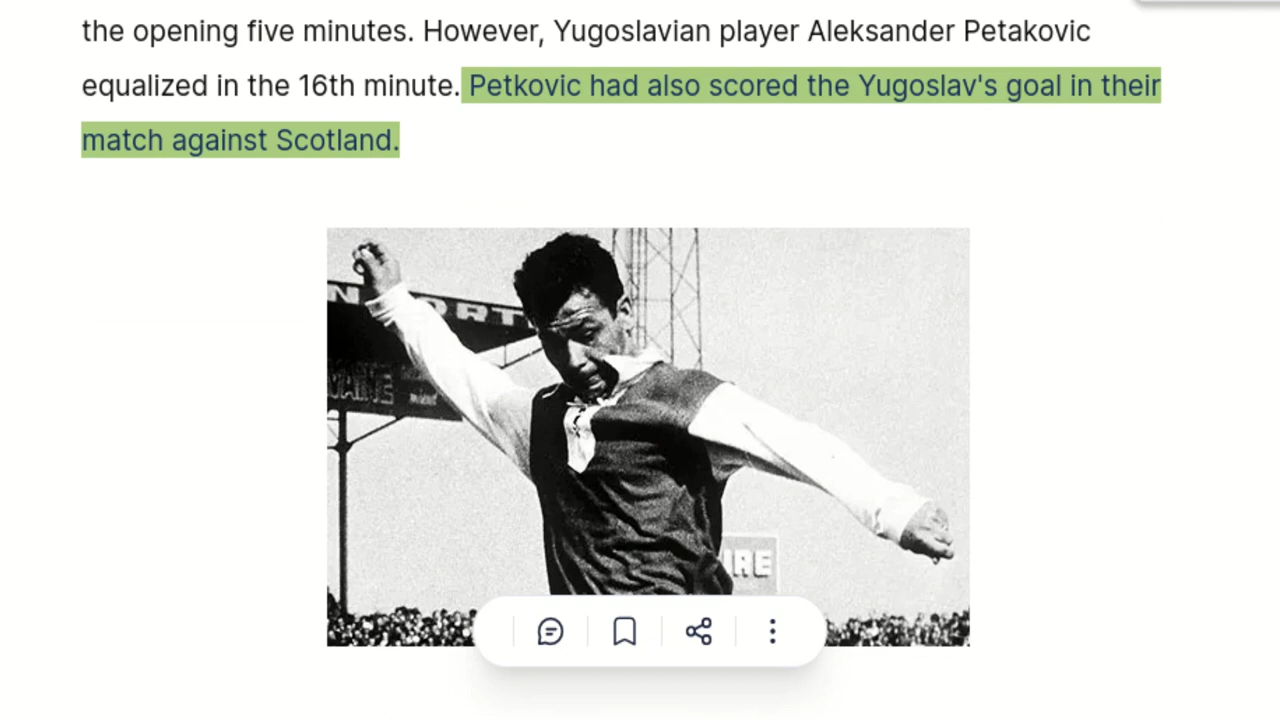 the opening five minutes. However, Yugoslavian player Aleksander Petakovic
equalized in the 16th minute. Petkovic had also scored the Yugoslav's goal in their
match against Scotland.